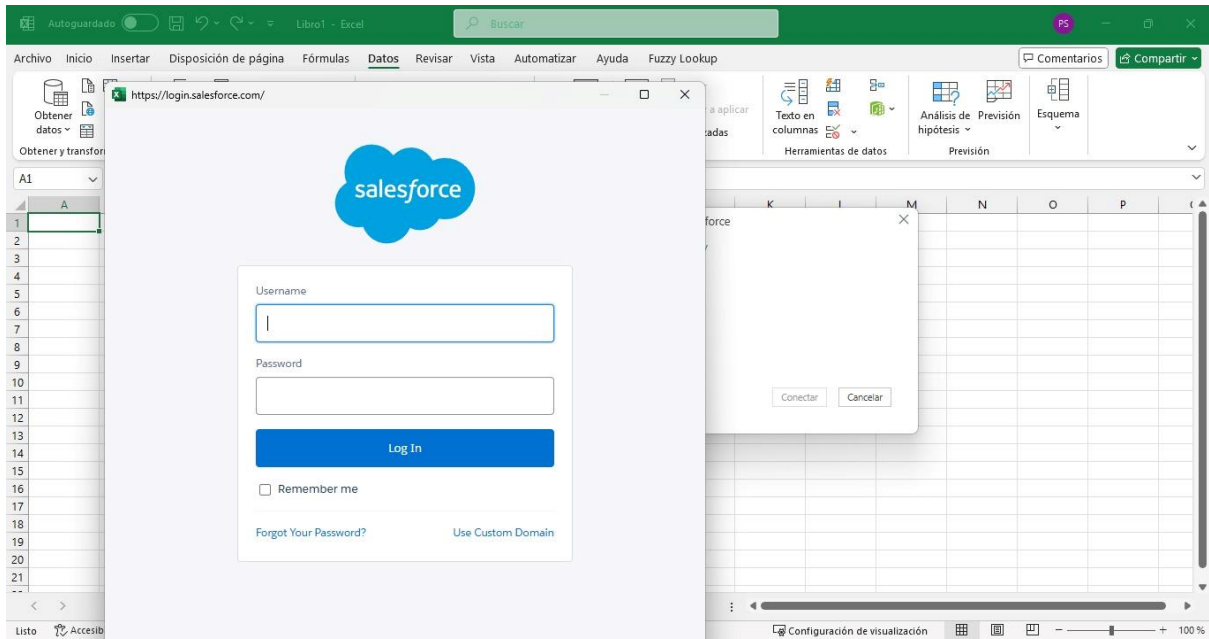 Autoguardado
Libro1 - Excel
Buscar
PS
Archivo Inicio Insertar Disposición de página Fórmulas Datos Revisar Vista Automatizar Ayuda Fuzzy Lookup
Comentarios
Compartir
Obtener datos
Obtener y transfor
https://login.salesforce.com/
r a aplicar
zadas
Texto en columnas
Herramientas de datos
Análisis de hipótesis
Previsión
Previsión
Esquema
A1
A K L M N O P
salesforce
force
1
2
3
4
5
6
7
8
9
10
11
12
13
14
15
16
17
18
19
20
21
Username
Password
Log In
Remember me
Forgot Your Password?
Use Custom Domain
Conectar
Cancelar
Listo
Accesib
Configuración de visualización
100 %